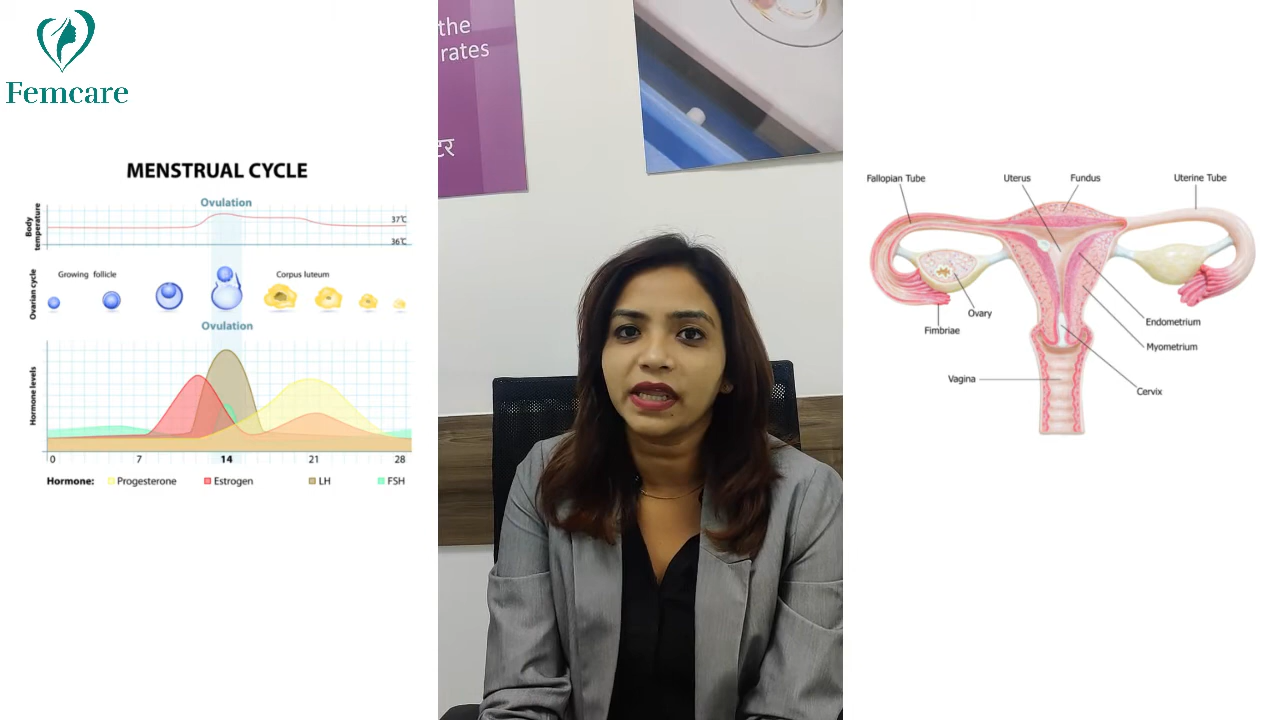 Femcare
MENSTRUAL CYCLE
Ovulation
Body
temperature
37℃
36℃
Ovarian cycle
Growing follicle
Corpus luteum
Ovulation
Hormone levels
0 7 14 21 28
Hormone: Progesterone Estrogen LH FSH
the
rates
टर
Fallopian Tube
Uterus
Fundus
Uterine Tube
Ovary
Fimbriae
Endometrium
Myometrium
Vagina
Cervix